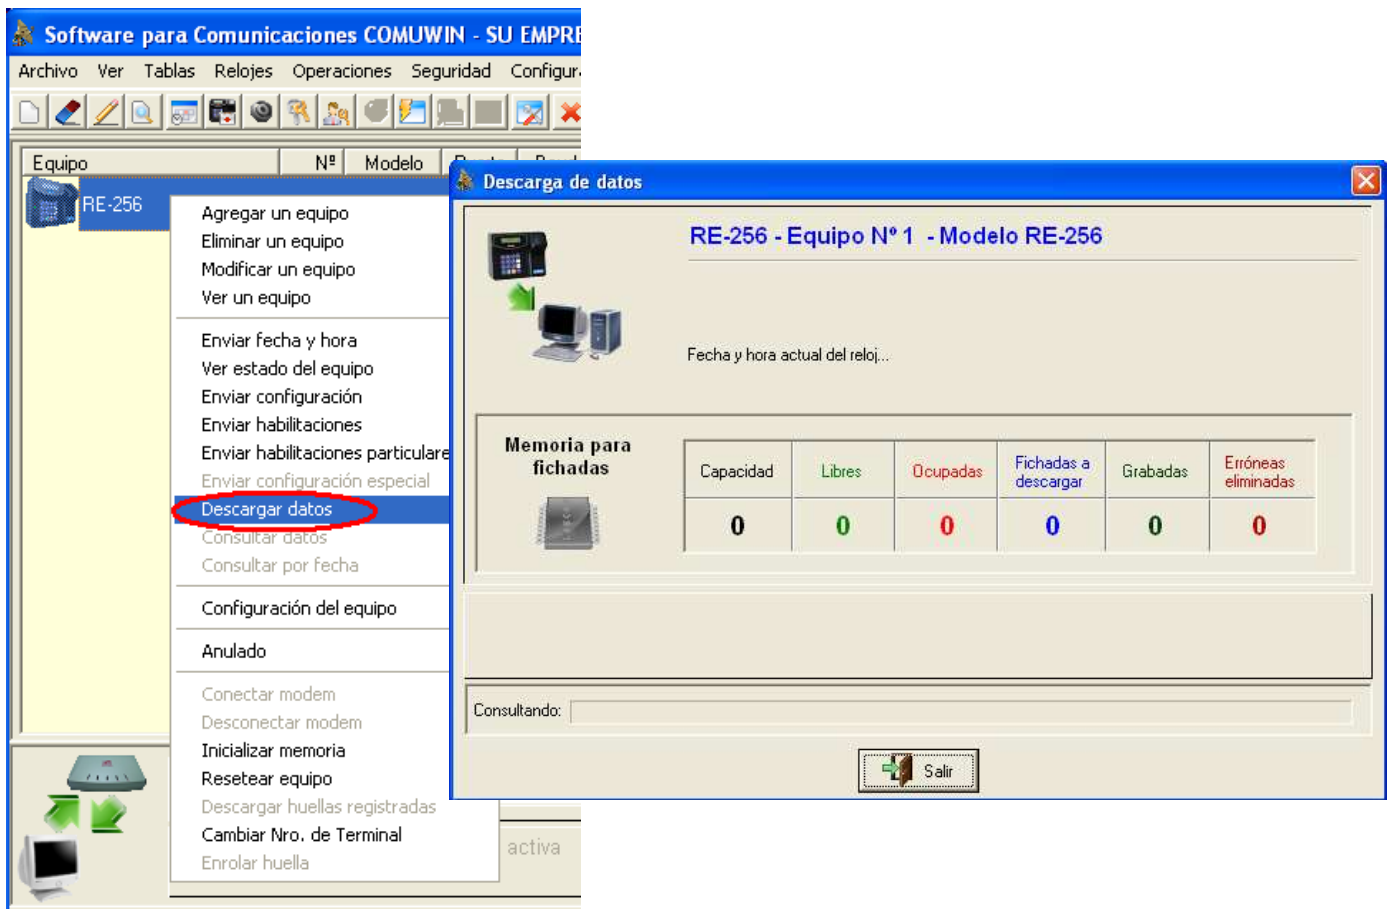 Software para Comunicaciones COMUWIN - SU EMPRE
Archivo Ver Tablas Relojes Operaciones Seguridad Configur
Equipo Nº Modelo
RE-256
Agregar un equipo
Eliminar un equipo
Modificar un equipo
Ver un equipo
Enviar fecha y hora
Ver estado del equipo
Enviar configuración
Enviar habilitaciones
Enviar habilitaciones particulare
Enviar configuración especial
Descargar datos
Consultar datos
Consultar por fecha
Configuración del equipo
Anulado
Conectar modem
Desconectar modem
Inicializar memoria
Resetear equipo
Descargar huellas registradas
Cambiar Nro. de Terminal
Enrolar huella
activa
Descarga de datos
RE-256 - Equipo Nº 1 - Modelo RE-256
Fecha y hora actual del reloj...
Memoria para
fichadas
Capacidad Libres Ocupadas Fichadas a descargar Grabadas Erróneas eliminadas
0 0 0 0 0 0
Consultando:
Salir